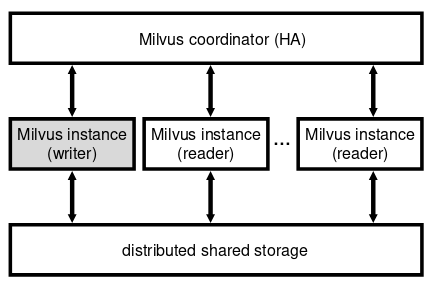 Milvus coordinator (HA)
Milvus instance
(writer)
Milvus instance
(reader)
...
Milvus instance
(reader)
distributed shared storage